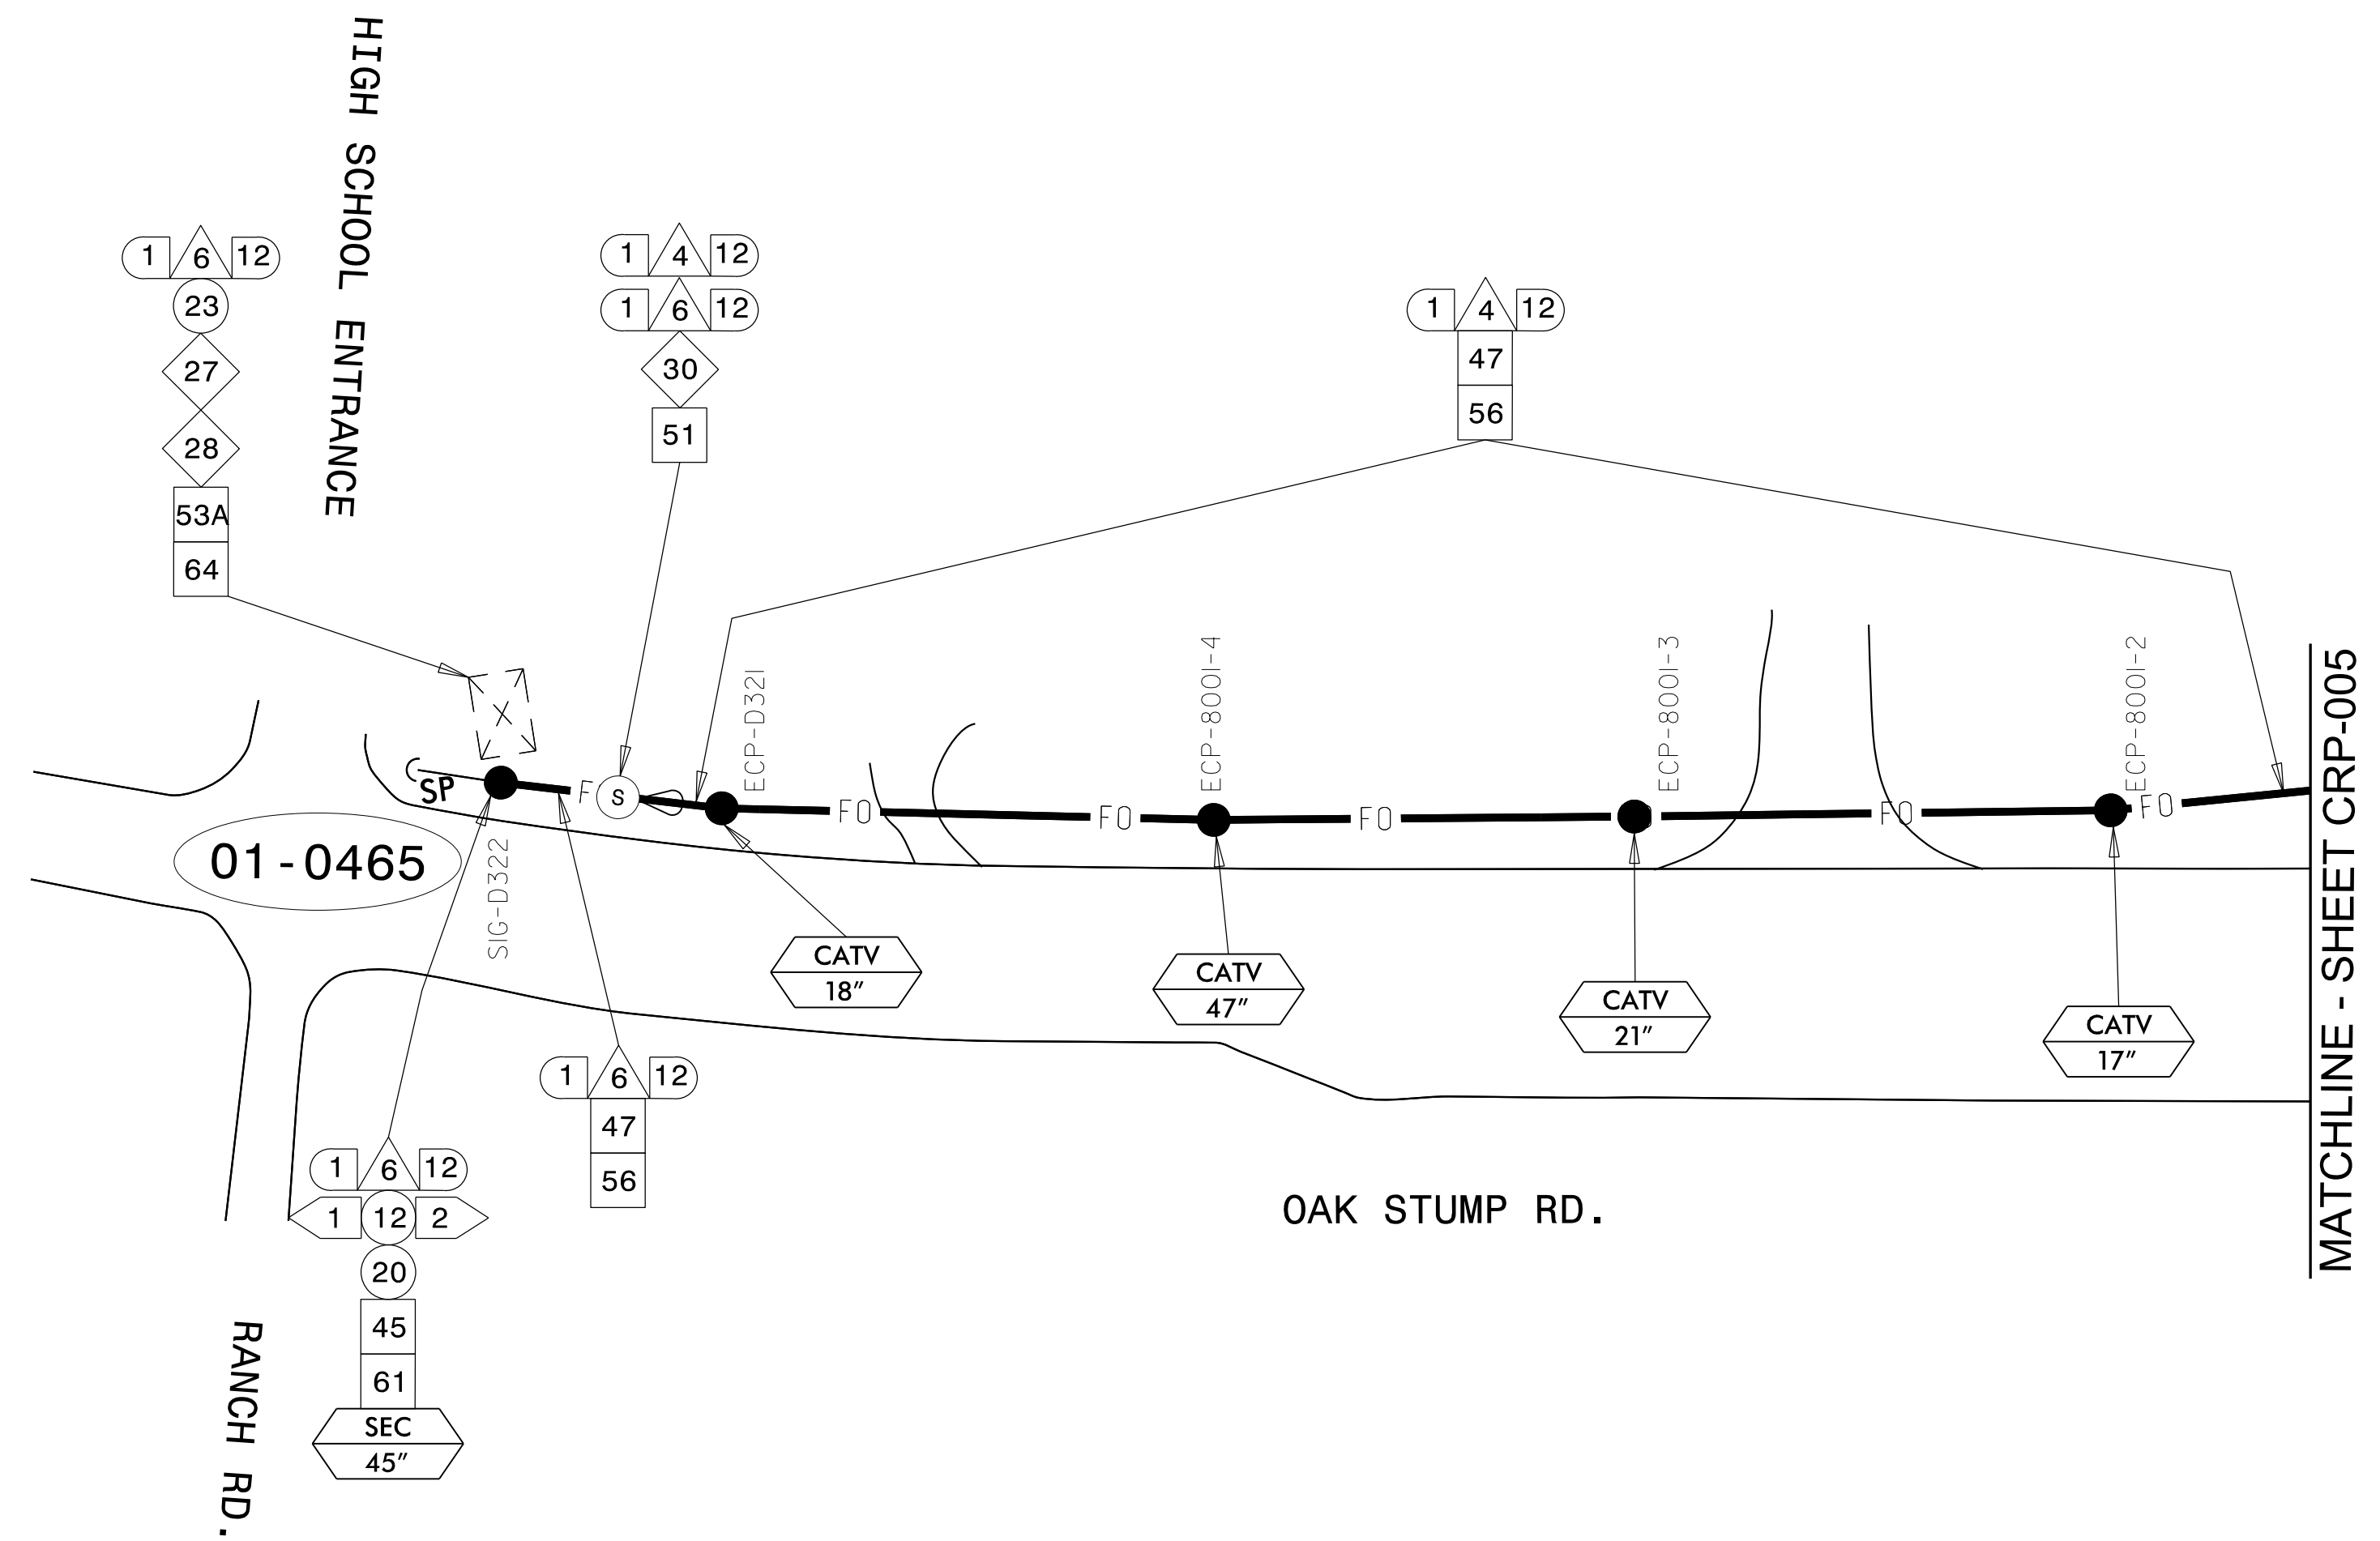 HIGH SCHOOL ENTRANCE
1 6 12
23
27
28
53A
64
1 4 12
1 6 12
30
51
1 4 12
47
56
ECP-D321
ECP-8001-4
ECP-8001-3
ECP-8001-2
MATCHLINE - SHEET CRP-005
SP
F
S
FO
FO
FO
FO
FO
01-0465
SIG-D322
CATV
18"
CATV
47"
CATV
21"
CATV
17"
1 6 12
47
56
1 6 12
1 12 2
20
45
61
SEC
45"
OAK STUMP RD.
RANCH RD.